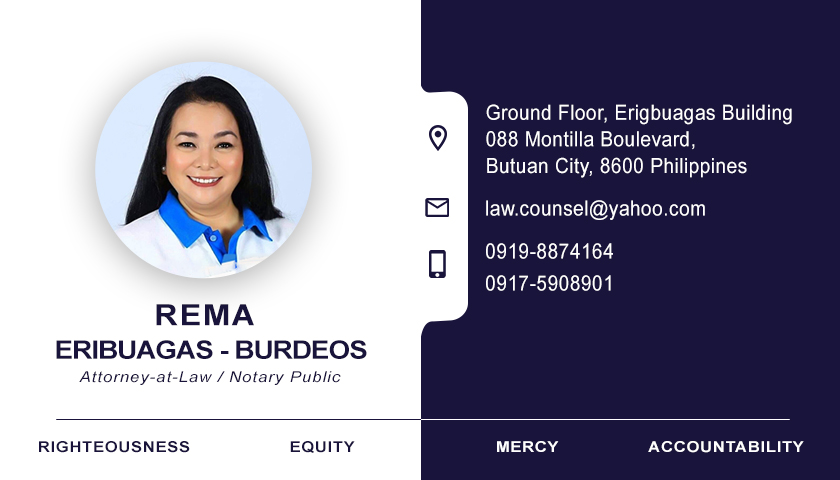 REMA
ERIBUAGAS - BURDEOS
Attorney-at-Law / Notary Public
Ground Floor, Erigbuagas Building
088 Montilla Boulevard,
Butuan City, 8600 Philippines
law.counsel@yahoo.com
0919-8874164
0917-5908901
RIGHTEOUSNESS EQUITY MERCY ACCOUNTABILITY